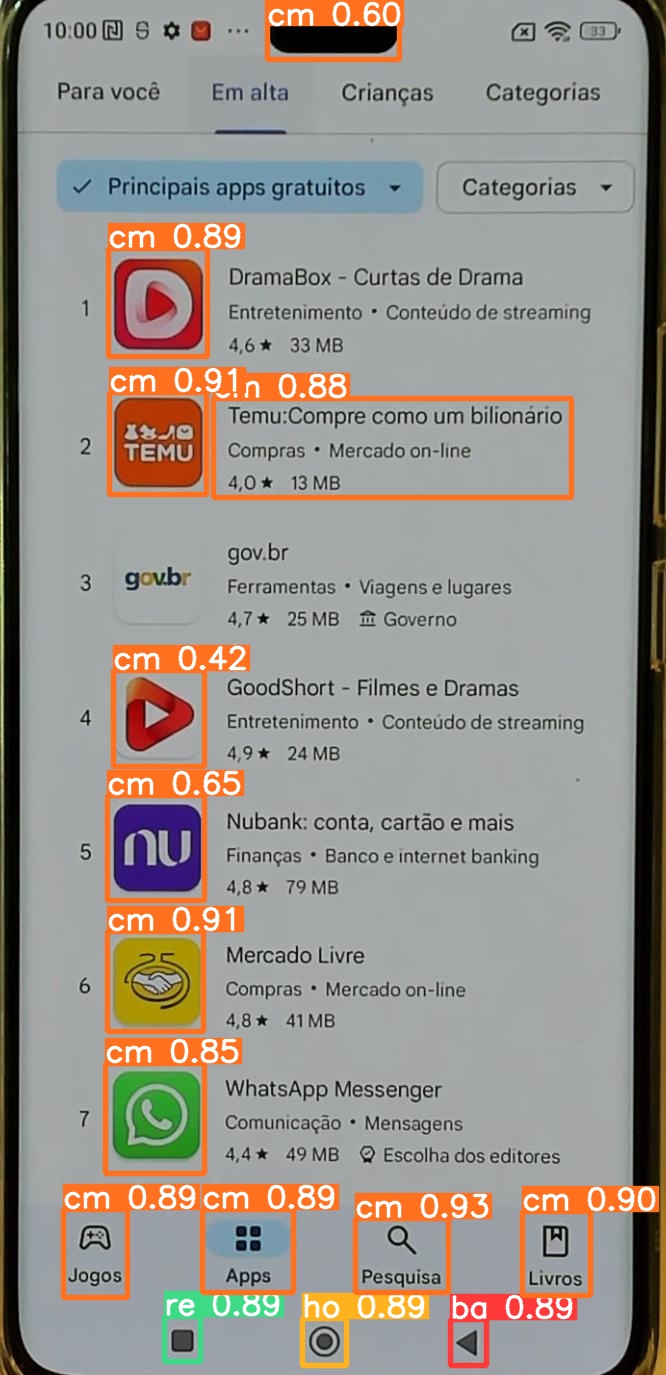 cm 0.60
10:00
33
Para você Em alta Crianças Categorias
Principais apps gratuitos Categorias
cm 0.89
1 DramaBox - Curtas de Drama
Entretenimento • Conteúdo de streaming
4,6★ 33 MB
cm 0.91 cm 0.88
2 TEMU Temu:Compre como um bilionário
Compras • Mercado on-line
4,0★ 13 MB
3 gov.br gov.br
Ferramentas • Viagens e lugares
4,7★ 25 MB Governo
cm 0.42
4 GoodShort - Filmes e Dramas
Entretenimento • Conteúdo de streaming
4,9★ 24 MB
cm 0.65
5 nu Nubank: conta, cartão e mais
Finanças • Banco e internet banking
4,8★ 79 MB
cm 0.91
6 Mercado Livre
Compras • Mercado on-line
4,8★ 41 MB
cm 0.85
7 WhatsApp Messenger
Comunicação • Mensagens
4,4★ 49 MB Escolha dos editores
cm 0.89 cm 0.89 cm 0.93 cm 0.90
Jogos Apps Pesquisa Livros
re 0.89 ho 0.89 ba 0.89